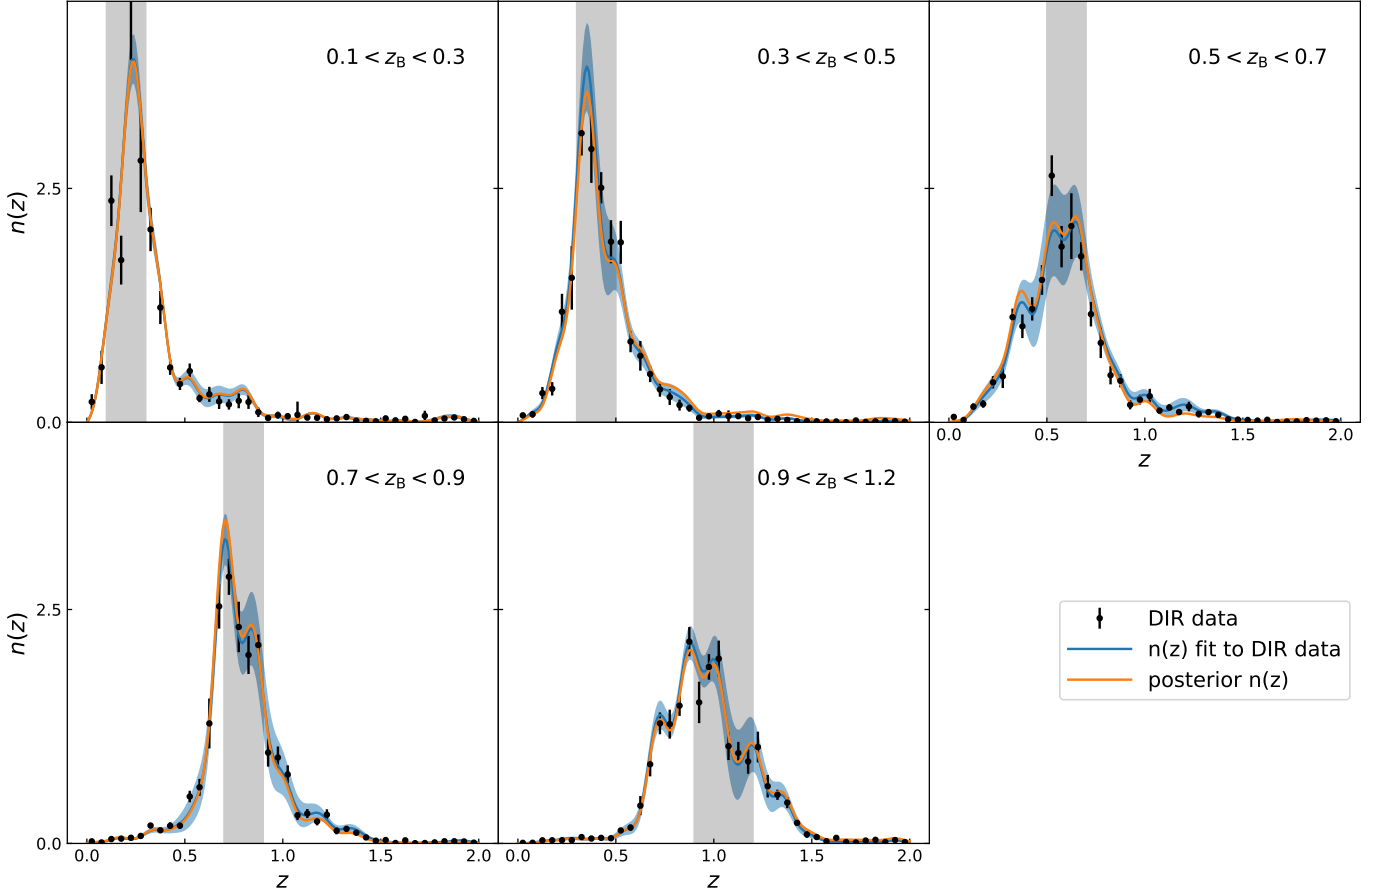 0.1 < z_B < 0.3
0.3 < z_B < 0.5
0.5 < z_B < 0.7
n(z)
2.5
0.0
0.0 0.5 1.0 1.5 2.0
z
0.7 < z_B < 0.9
0.9 < z_B < 1.2
n(z)
2.5
0.0
0.0 0.5 1.0 1.5 2.0
z
0.0 0.5 1.0 1.5 2.0
z
DIR data
n(z) fit to DIR data
posterior n(z)